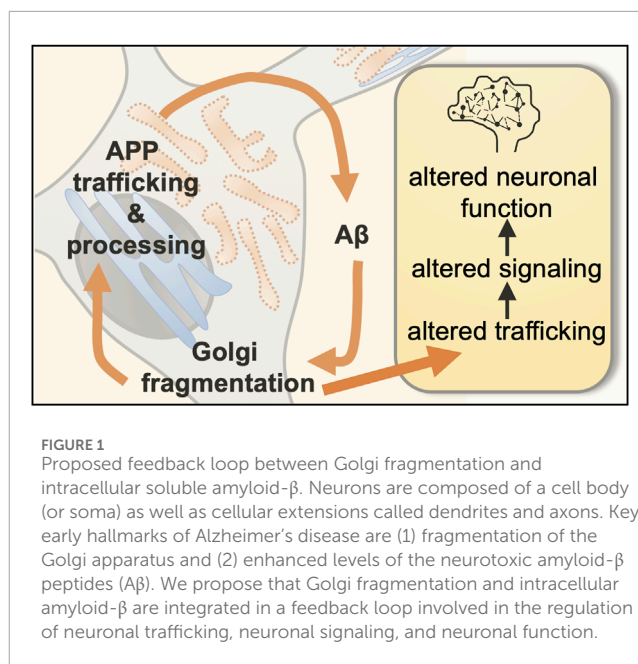 APP
trafficking
&
processing
Aβ
Golgi
fragmentation
altered neuronal
function
altered signaling
altered trafficking
FIGURE 1
Proposed feedback loop between Golgi fragmentation and
intracellular soluble amyloid-β. Neurons are composed of a cell body
(or soma) as well as cellular extensions called dendrites and axons. Key
early hallmarks of Alzheimer's disease are (1) fragmentation of the
Golgi apparatus and (2) enhanced levels of the neurotoxic amyloid-β
peptides (Aβ). We propose that Golgi fragmentation and intracellular
amyloid-β are integrated in a feedback loop involved in the regulation
of neuronal trafficking, neuronal signaling, and neuronal function.